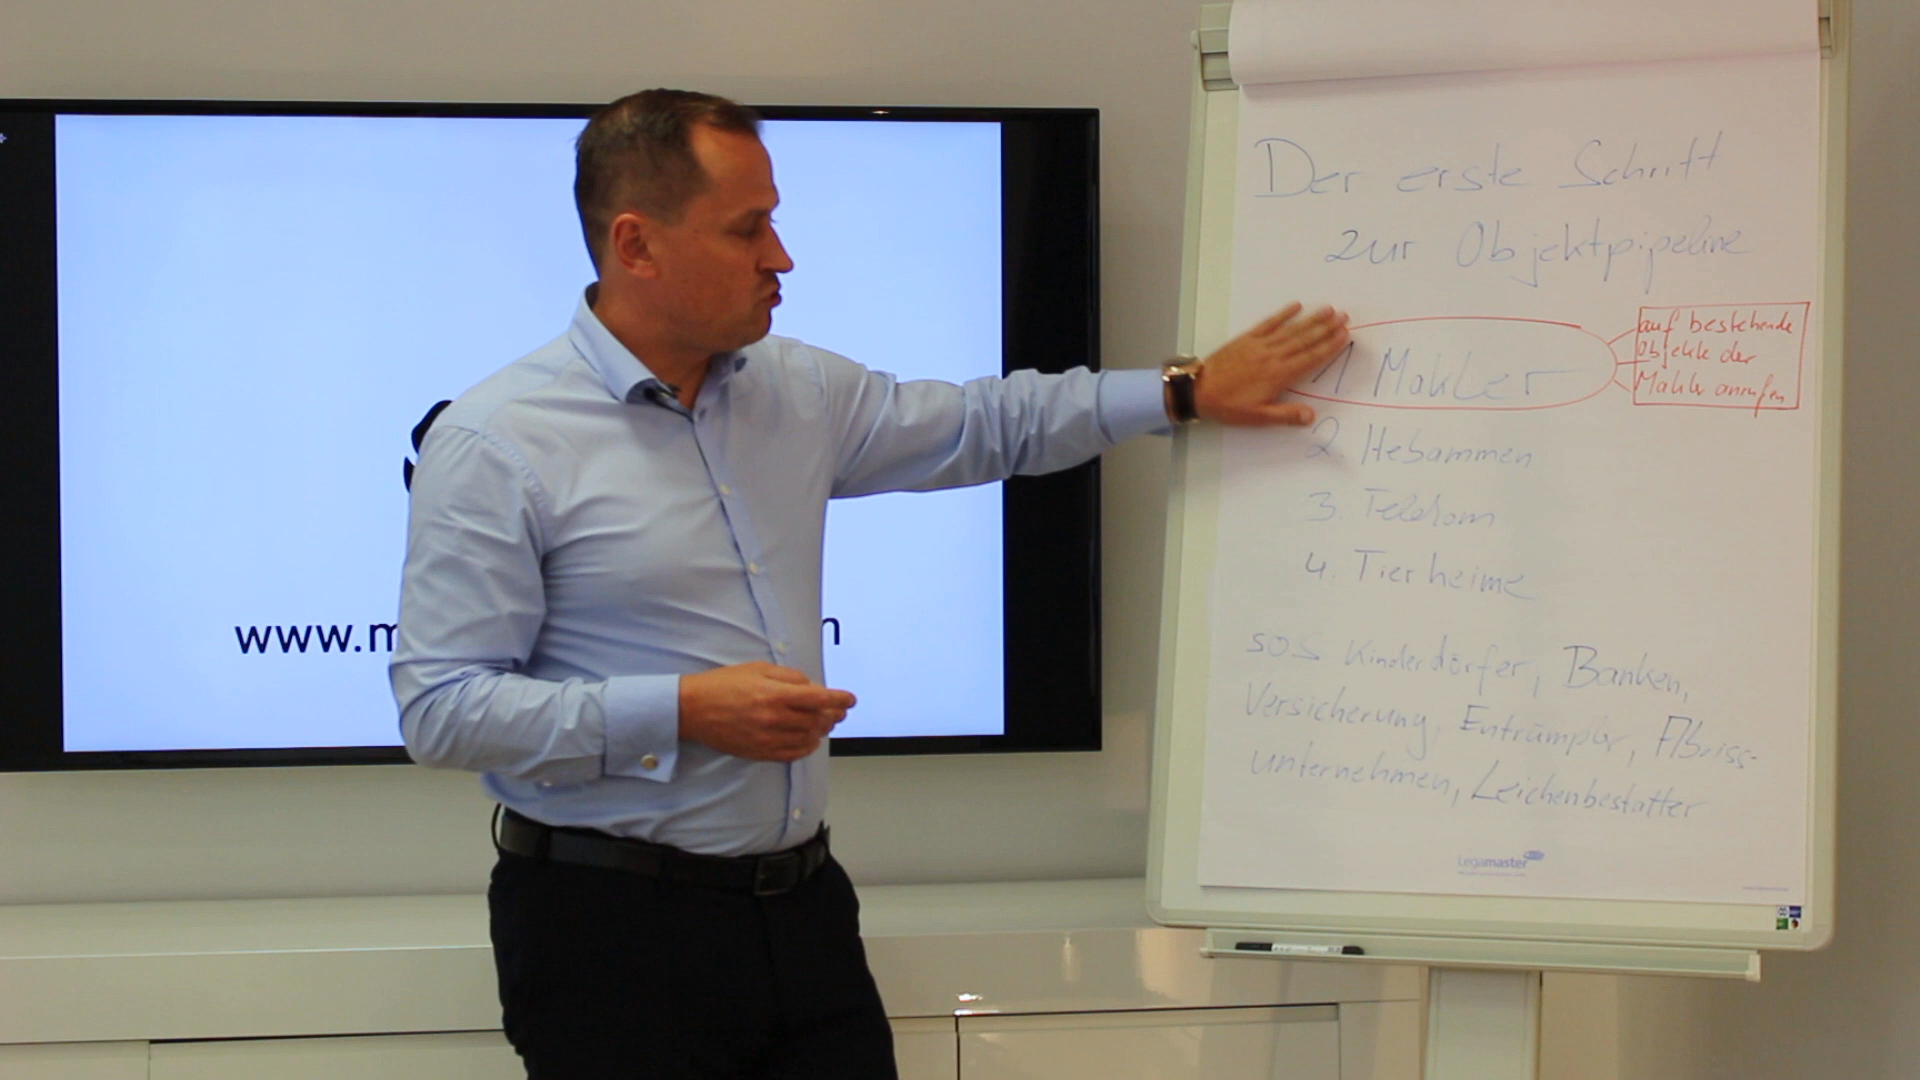 Der erste Schritt
zur Objektpipeline
1. Makler
auf bestehende
Objekte der
Makler anrufen
2. Hebammen
3. Telekom
4. Tierheime
SOS Kinderdörfer, Banken,
Versicherung, Entrümpler, Abriss-
unternehmen, Leichenbestatter
Legamaster
www.m